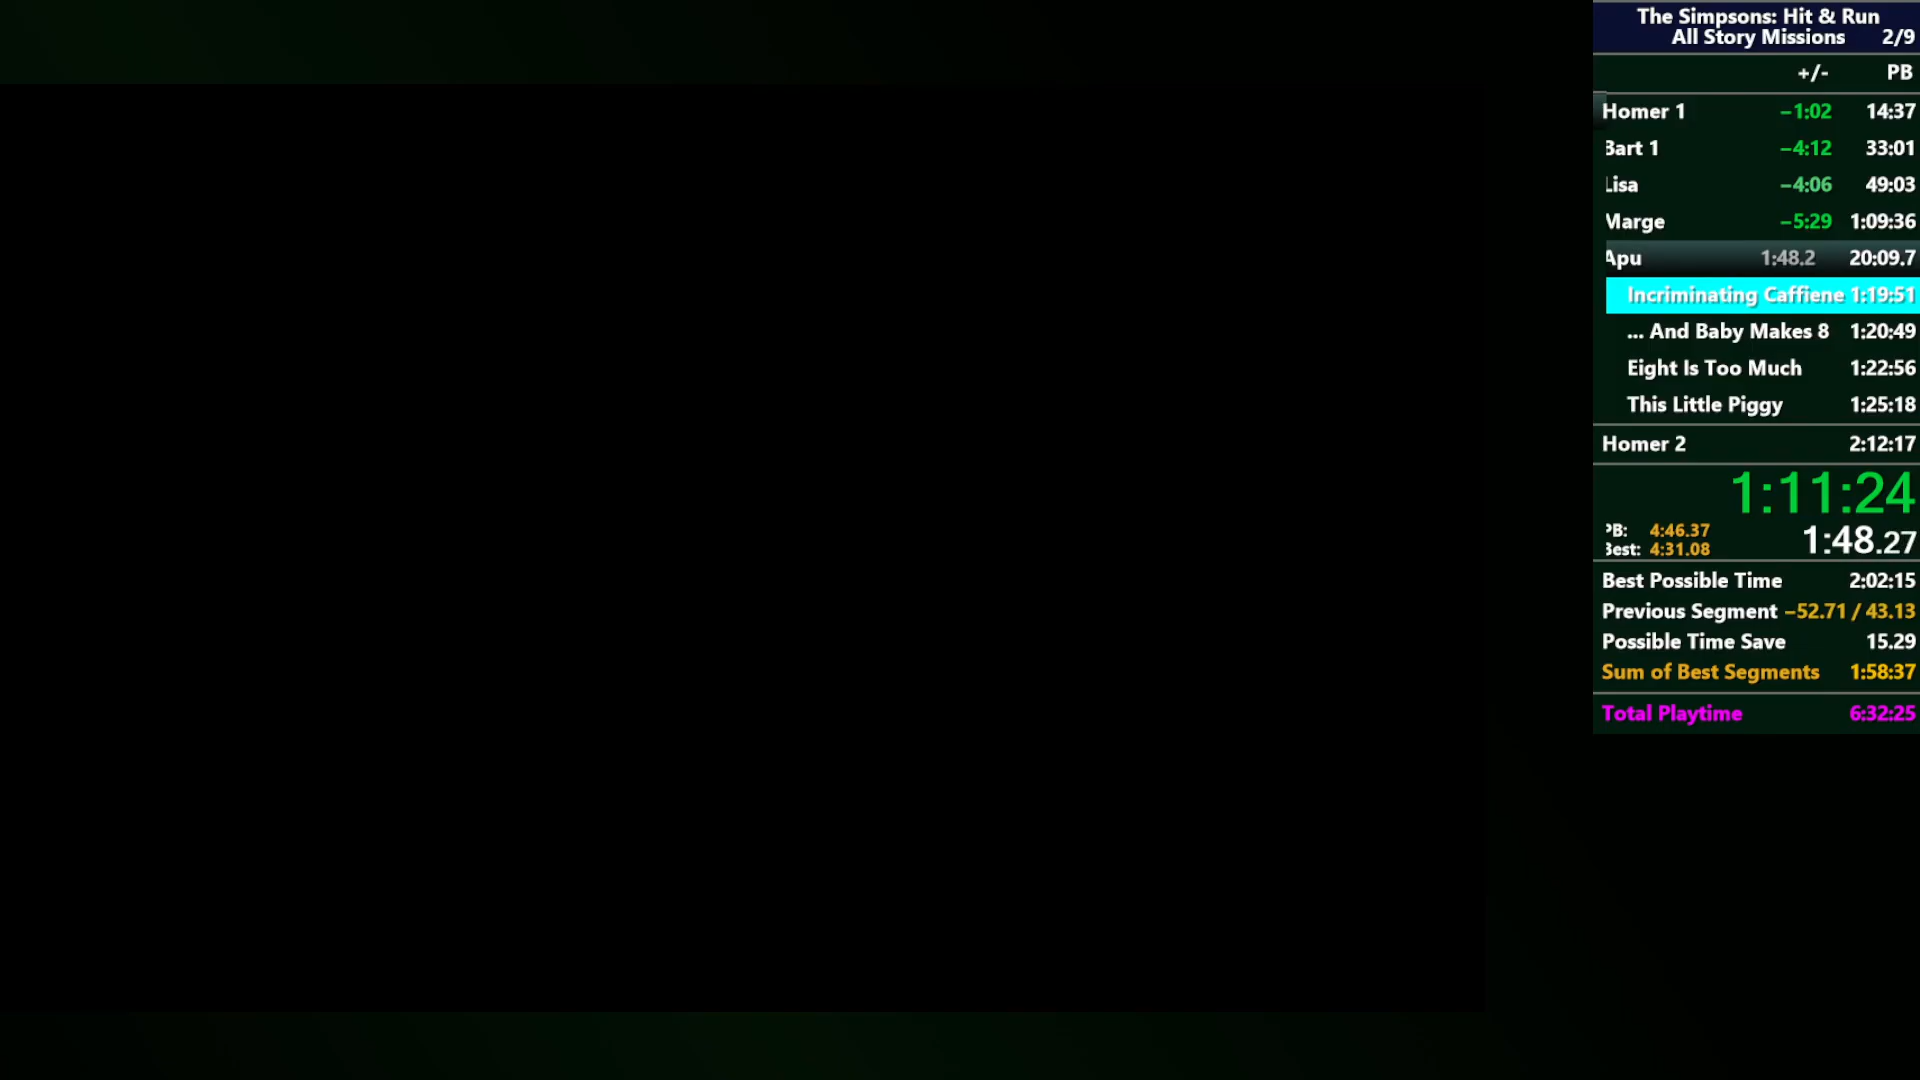 The Simpsons: Hit & Run
All Story Missions 2/9
+/- PB
Homer 1 −1:02 14:37
Bart 1 −4:12 33:01
Lisa −4:06 49:03
Marge −5:29 1:09:36
Apu 1:48.2 20:09.7
Incriminating Caffiene 1:19:51
... And Baby Makes 8 1:20:49
Eight Is Too Much 1:22:56
This Little Piggy 1:25:18
Homer 2 2:12:17
1:11:24
PB: 4:46.37
Best: 4:31.08
1:48.27
Best Possible Time 2:02:15
Previous Segment −52.71 / 43.13
Possible Time Save 15.29
Sum of Best Segments 1:58:37
Total Playtime 6:32:25